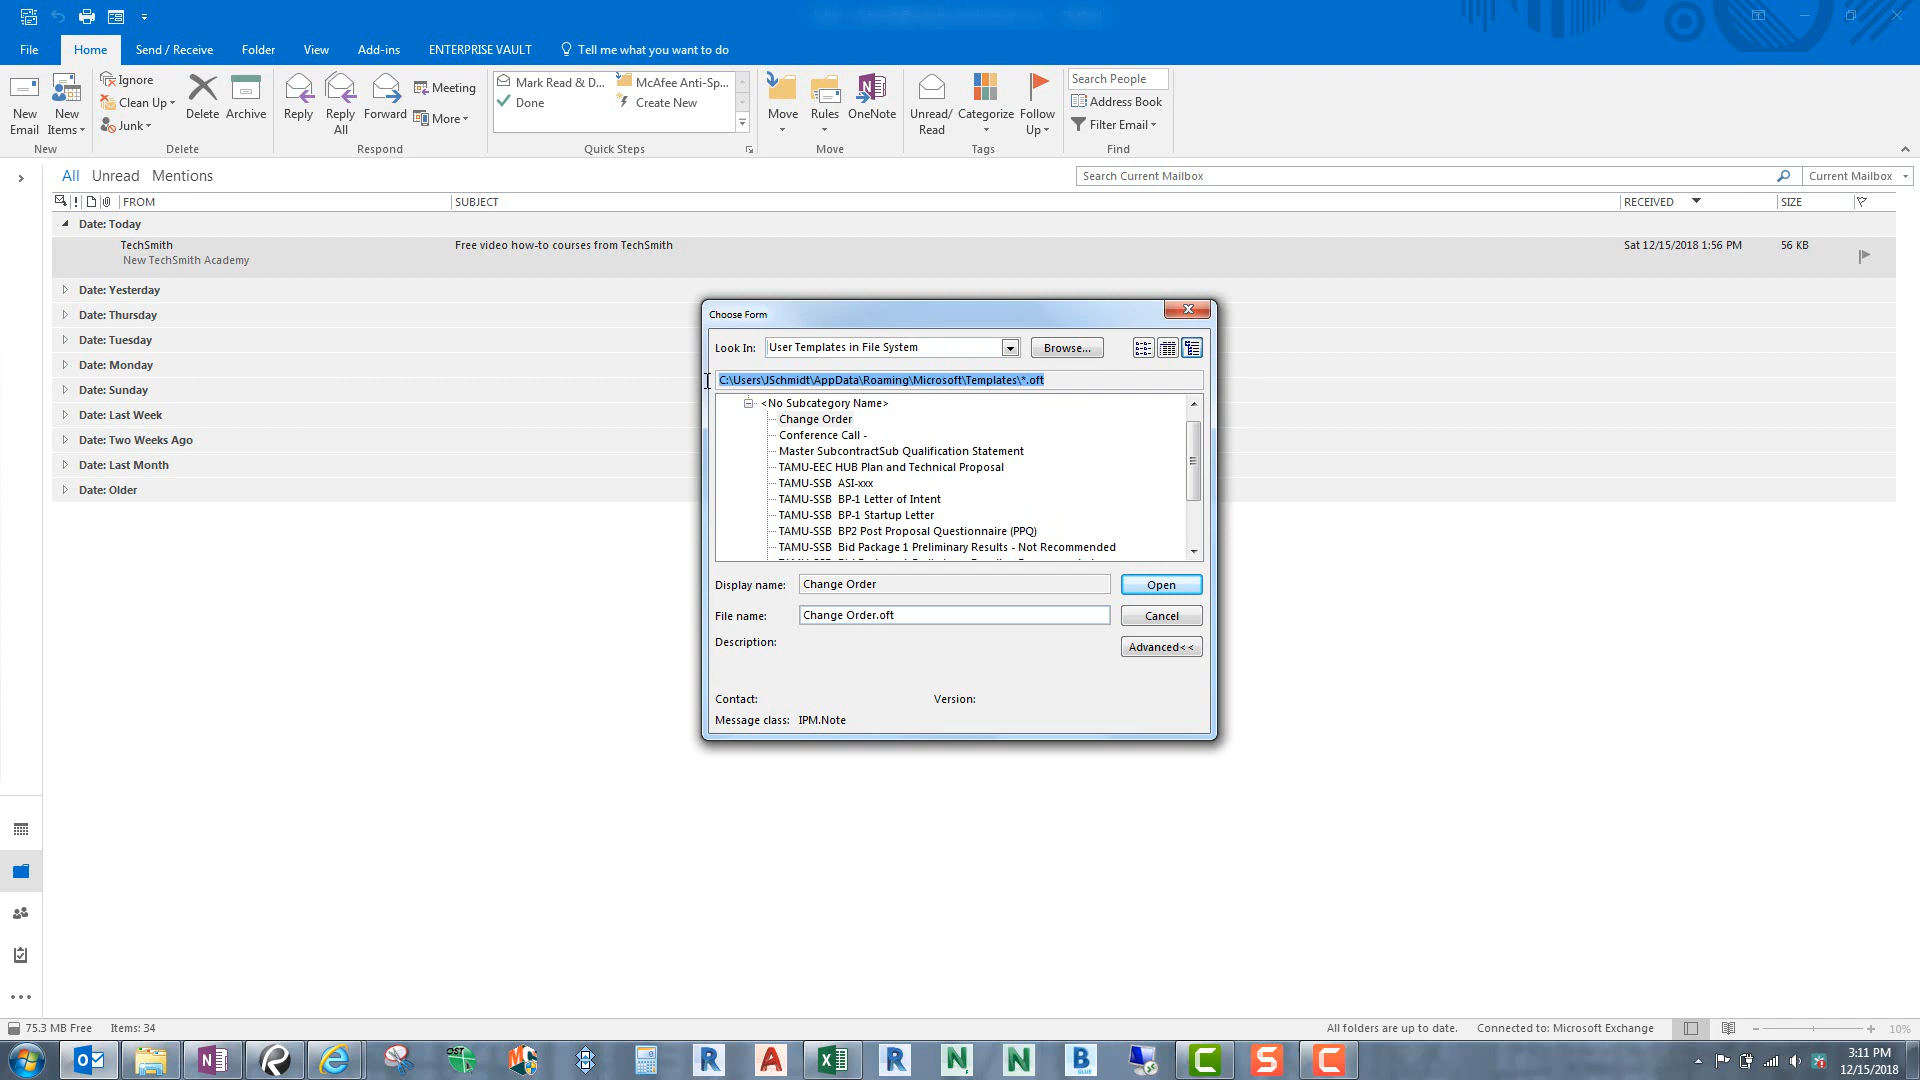 File Home Send / Receive Folder View Add-ins ENTERPRISE VAULT Tell me what you want to do
New Email
New Items
Ignore
Clean Up
Junk
Delete
Archive
Delete
New
Reply
Reply All
Forward
Meeting
More
Respond
Mark Read & D...
McAfee Anti-Sp...
Done
Create New
Quick Steps
Move
Rules
OneNote
Move
Unread/ Read
Categorize
Follow Up
Tags
Search People
Address Book
Filter Email
Find
All Unread Mentions
Search Current Mailbox
Current Mailbox
! FROM SUBJECT RECEIVED SIZE
Date: Today
TechSmith Free video how-to courses from TechSmith Sat 12/15/2018 1:56 PM 56 KB
New TechSmith Academy
Date: Yesterday
Date: Thursday
Date: Tuesday
Date: Monday
Date: Sunday
Date: Last Week
Date: Two Weeks Ago
Date: Last Month
Date: Older
Choose Form
Look In: User Templates in File System Browse...
C:\Users\JSchmidt\AppData\Roaming\Microsoft\Templates\*.oft
<No Subcategory Name>
Change Order
Conference Call -
Master SubcontractSub Qualification Statement
TAMU-EEC HUB Plan and Technical Proposal
TAMU-SSB ASI-xxx
TAMU-SSB BP-1 Letter of Intent
TAMU-SSB BP-1 Startup Letter
TAMU-SSB BP2 Post Proposal Questionnaire (PPQ)
TAMU-SSB Bid Package 1 Preliminary Results - Not Recommended
Display name: Change Order Open
File name: Change Order.oft Cancel
Description: Advanced<<
Contact: Version:
Message class: IPM.Note
75.3 MB Free Items: 34 All folders are up to date. Connected to: Microsoft Exchange 10%
3:11 PM
12/15/2018